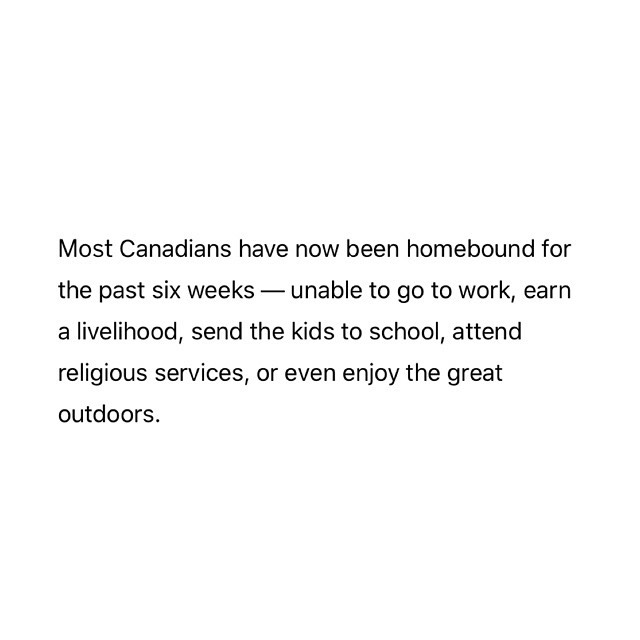 Most Canadians have now been homebound for
the past six weeks — unable to go to work, earn
a livelihood, send the kids to school, attend
religious services, or even enjoy the great
outdoors.